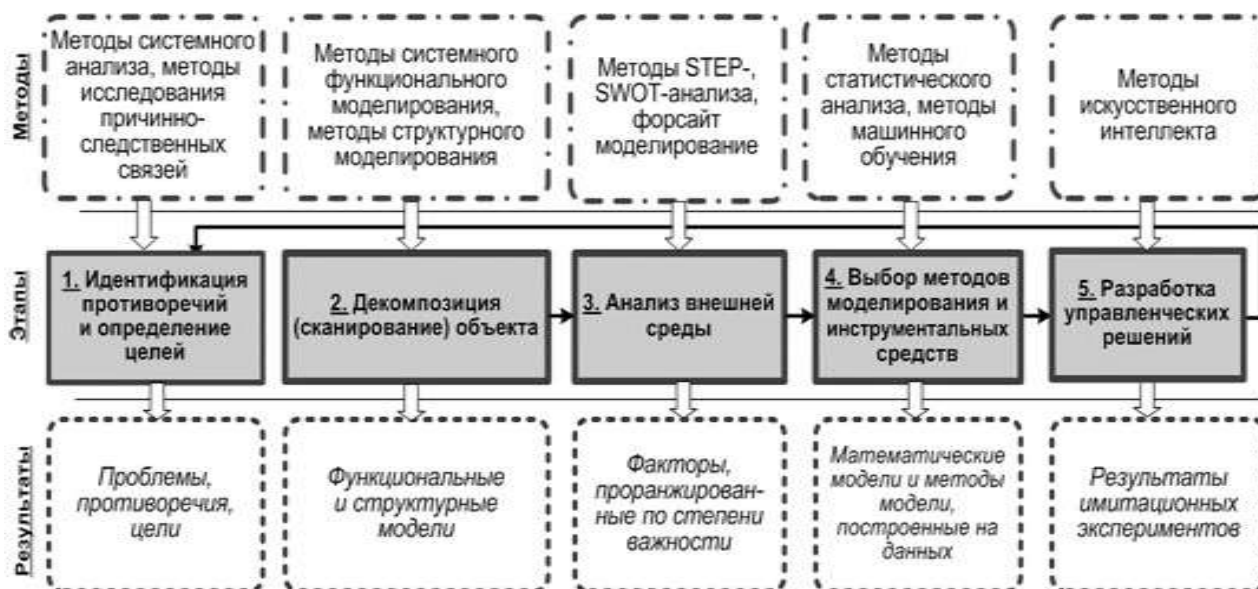 Методы
Методы системного
анализа, методы
исследования
причинно-
следственных
связей
Методы системного
функционального
моделирования,
методы структурного
моделирования
Методы STEP-,
SWOT-анализа,
форсайт
моделирование
Методы
статистического
анализа, методы
машинного
обучения
Методы
искусственного
интеллекта
Этапы
1. Идентификация
противоречий
и определение
целей
2. Декомпозиция
(сканирование) объекта
3. Анализ внешней
среды
4. Выбор методов
моделирования и
инструментальных
средств
5. Разработка
управленческих
решений
Результаты
Проблемы,
противоречия,
цели
Функциональные
и структурные
модели
Факторы,
проранжирован-
ные по степени
важности
Математические
модели и методы
модели,
построенные на
данных
Результаты
имитационных
экспериментов